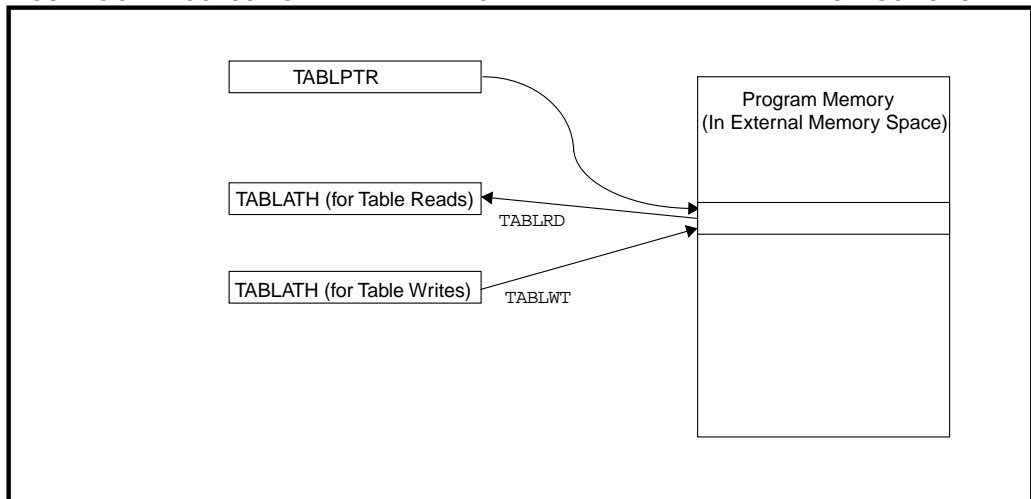 TABLPTR
Program Memory
(In External Memory Space)
TABLATH (for Table Reads)
TABLRD
TABLATH (for Table Writes)
TABLWT